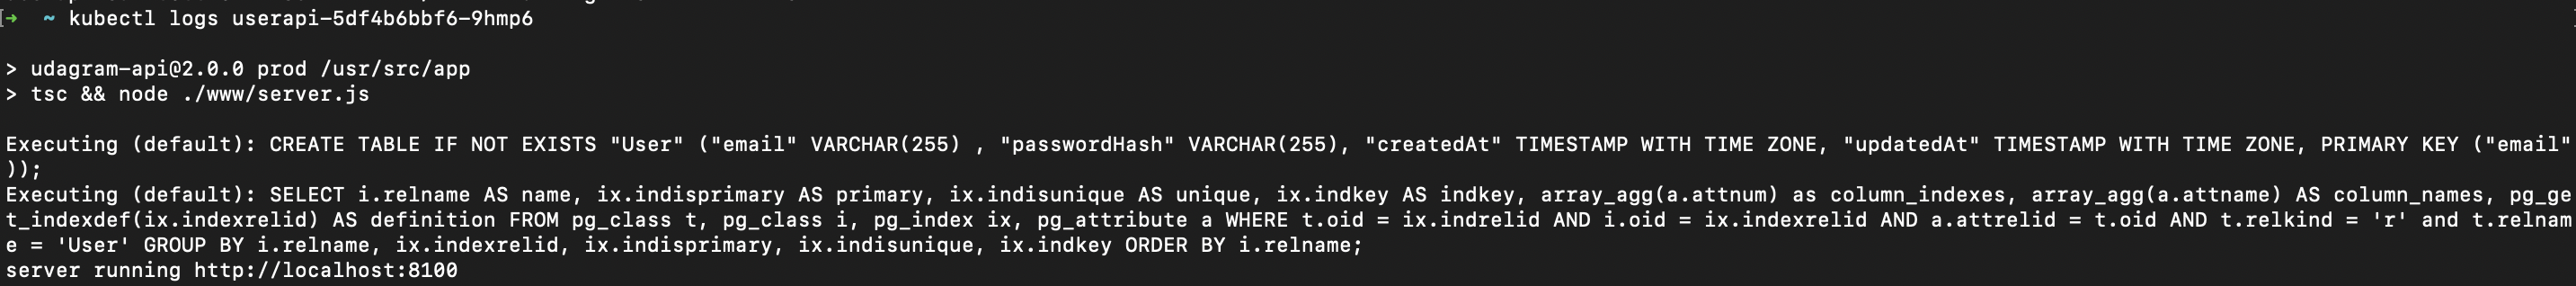 ➜  ~ kubectl logs userapi-5df4b6bbf6-9hmp6
> udagram-api@2.0.0 prod /usr/src/app
> tsc && node ./www/server.js
Executing (default): CREATE TABLE IF NOT EXISTS "User" ("email" VARCHAR(255) , "passwordHash" VARCHAR(255), "createdAt" TIMESTAMP WITH TIME ZONE, "updatedAt" TIMESTAMP WITH TIME ZONE, PRIMARY KEY ("email"
));
Executing (default): SELECT i.relname AS name, ix.indisprimary AS primary, ix.indisunique AS unique, ix.indkey AS indkey, array_agg(a.attnum) as column_indexes, array_agg(a.attname) AS column_names, pg_ge
t_indexdef(ix.indexrelid) AS definition FROM pg_class t, pg_class i, pg_index ix, pg_attribute a WHERE t.oid = ix.indrelid AND i.oid = ix.indexrelid AND a.attrelid = t.oid AND t.relkind = 'r' and t.relnam
e = 'User' GROUP BY i.relname, ix.indexrelid, ix.indisprimary, ix.indisunique, ix.indkey ORDER BY i.relname;
server running http://localhost:8100